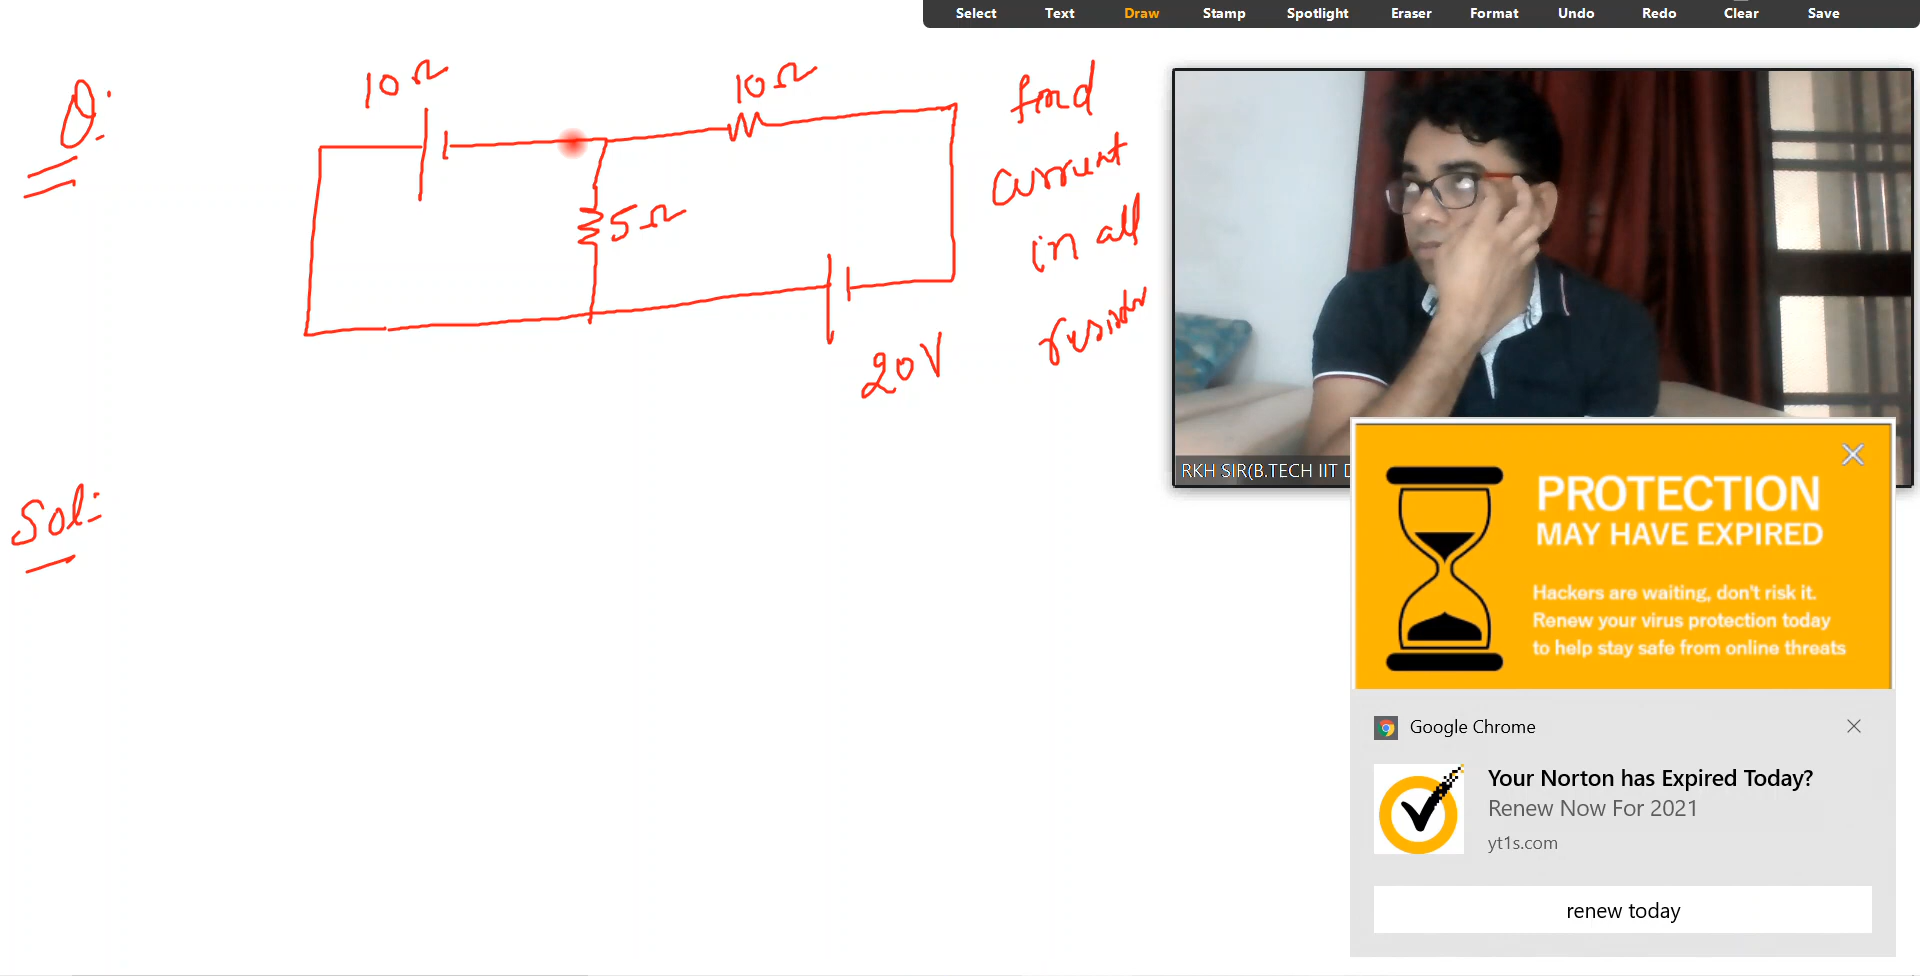 Select Text Draw Stamp Spotlight Eraser Format Undo Redo Clear Save
Q:
10Ω
10Ω
5Ω
20V
find
current
in all
Sol:
RKH SIR(B.TECH IIT D
PROTECTION
MAY HAVE EXPIRED
Hackers are waiting, don't risk it.
Renew your virus protection today
to help stay safe from online threats
Google Chrome
Your Norton has Expired Today?
Renew Now For 2021
yt1s.com
renew today